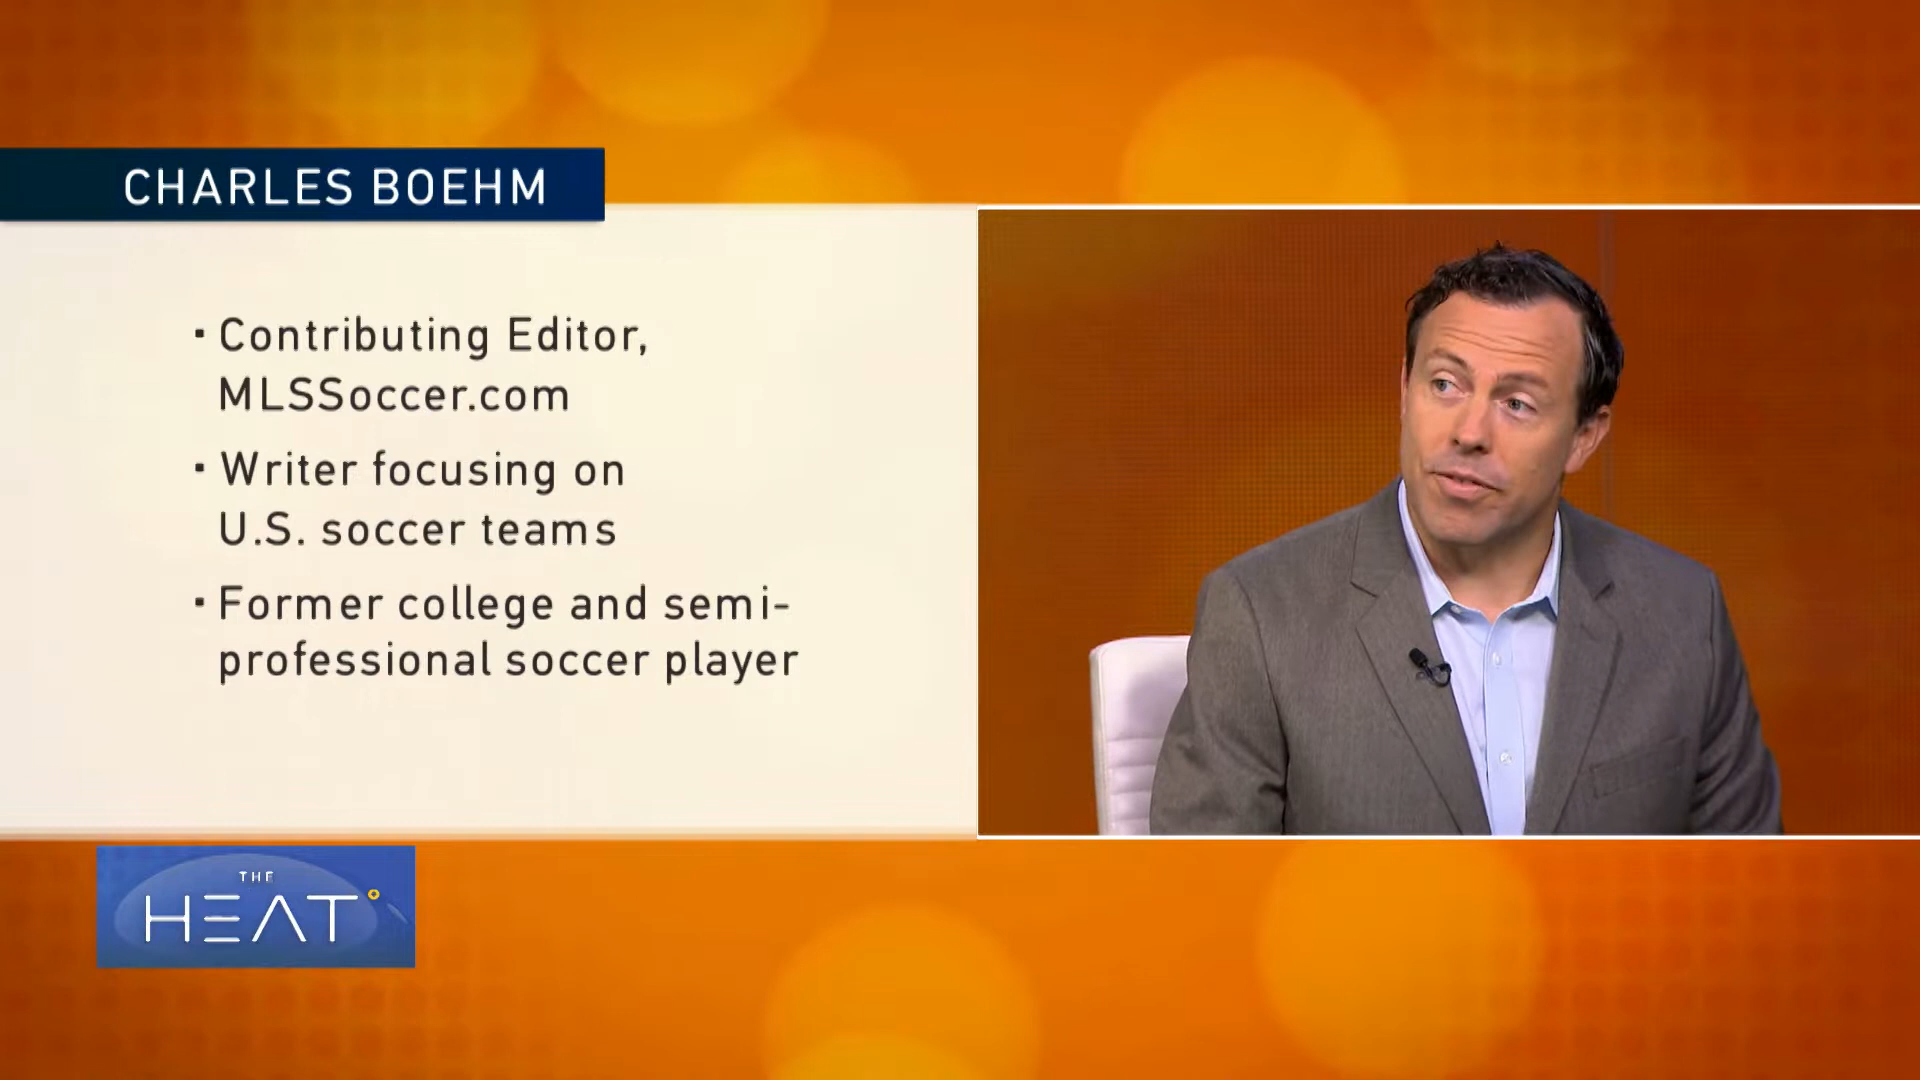 CHARLES BOEHM
▪ Contributing Editor,
MLSSoccer.com
▪ Writer focusing on
U.S. soccer teams
▪ Former college and semi-
professional soccer player
THE
HEAT°